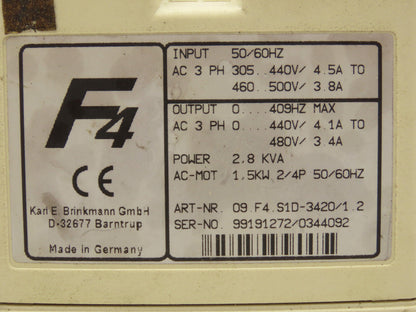 F4
CE
Karl E. Brinkmann GmbH
D-32677 Barntrup
Made in Germany
INPUT 50/60HZ
AC 3 PH 305...440V/ 4.5A TO
460...500V/ 3.8A
OUTPUT 0....409HZ MAX
AC 3 PH 0....440V/ 4.1A TO
480V/ 3.4A
POWER 2.8 KVA
AC-MOT 1.5KW.2/4P 50/60HZ
ART-NR. 09.F4.S1D-3420/1.2
SER-NO. 99191272/0344092